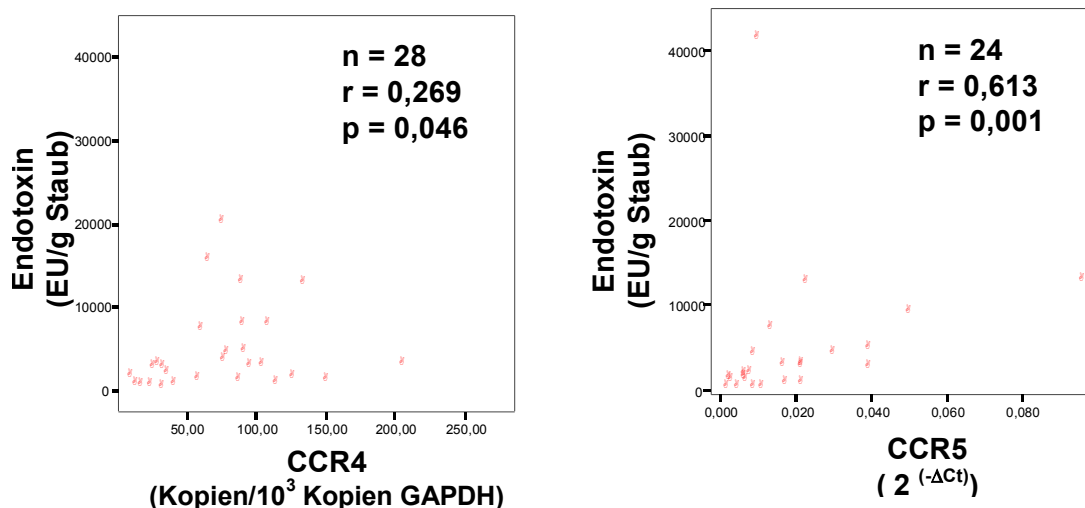 n = 28
r = 0,269
p = 0,046
Endotoxin
(EU/g Staub)
40000
30000
20000
10000
0
50,00 100,00 150,00 200,00 250,00
CCR4
(Kopien/10³ Kopien GAPDH)
n = 24
r = 0,613
p = 0,001
Endotoxin
(EU/g Staub)
40000
30000
20000
10000
0
0,000 0,020 0,040 0,060 0,080
CCR5
( 2 (-ΔCt))